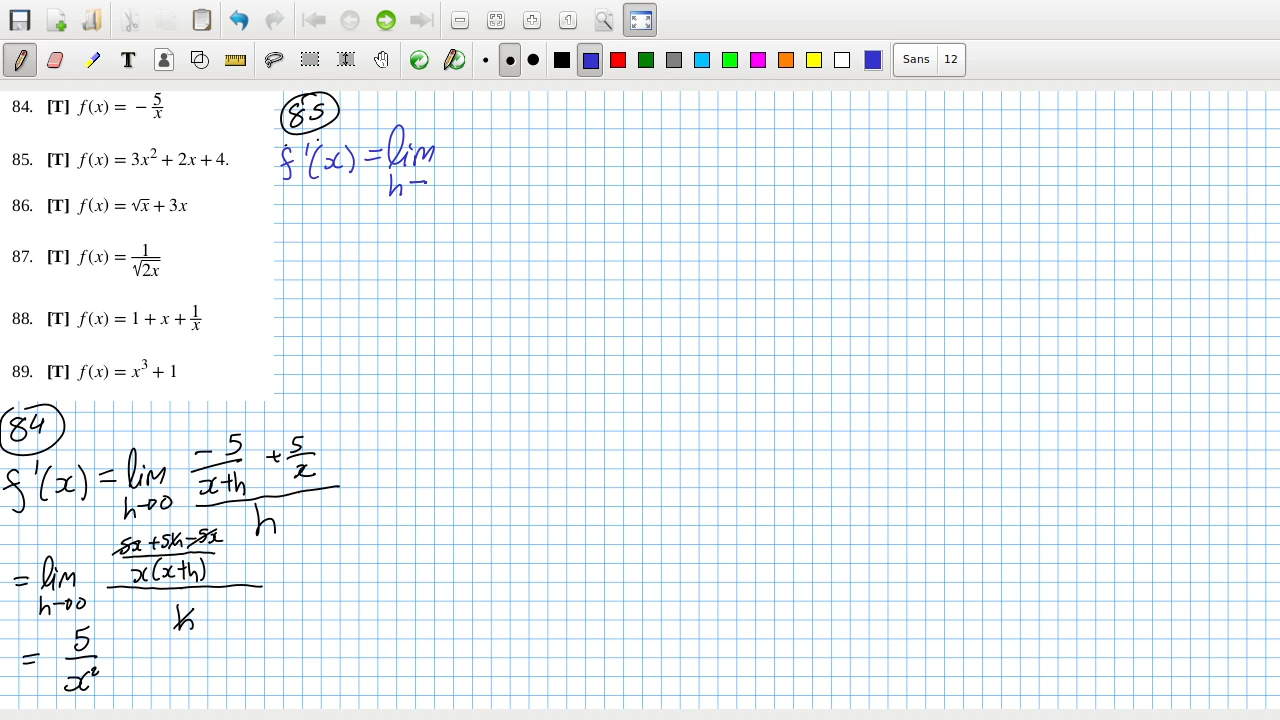 Sans 12
84. [T] f(x) = − 5/x
85. [T] f(x) = 3x² + 2x + 4.
86. [T] f(x) = √x + 3x
87. [T] f(x) = 1/√(2x)
88. [T] f(x) = 1 + x + 1/x
89. [T] f(x) = x³ + 1
84
f'(x) = lim h→0 (−5/(x+h) + 5/x)/h
= lim h→0 ((5x+5h−5x)/(x(x+h)))/h
= 5/x²
85
f'(x) = lim
h −